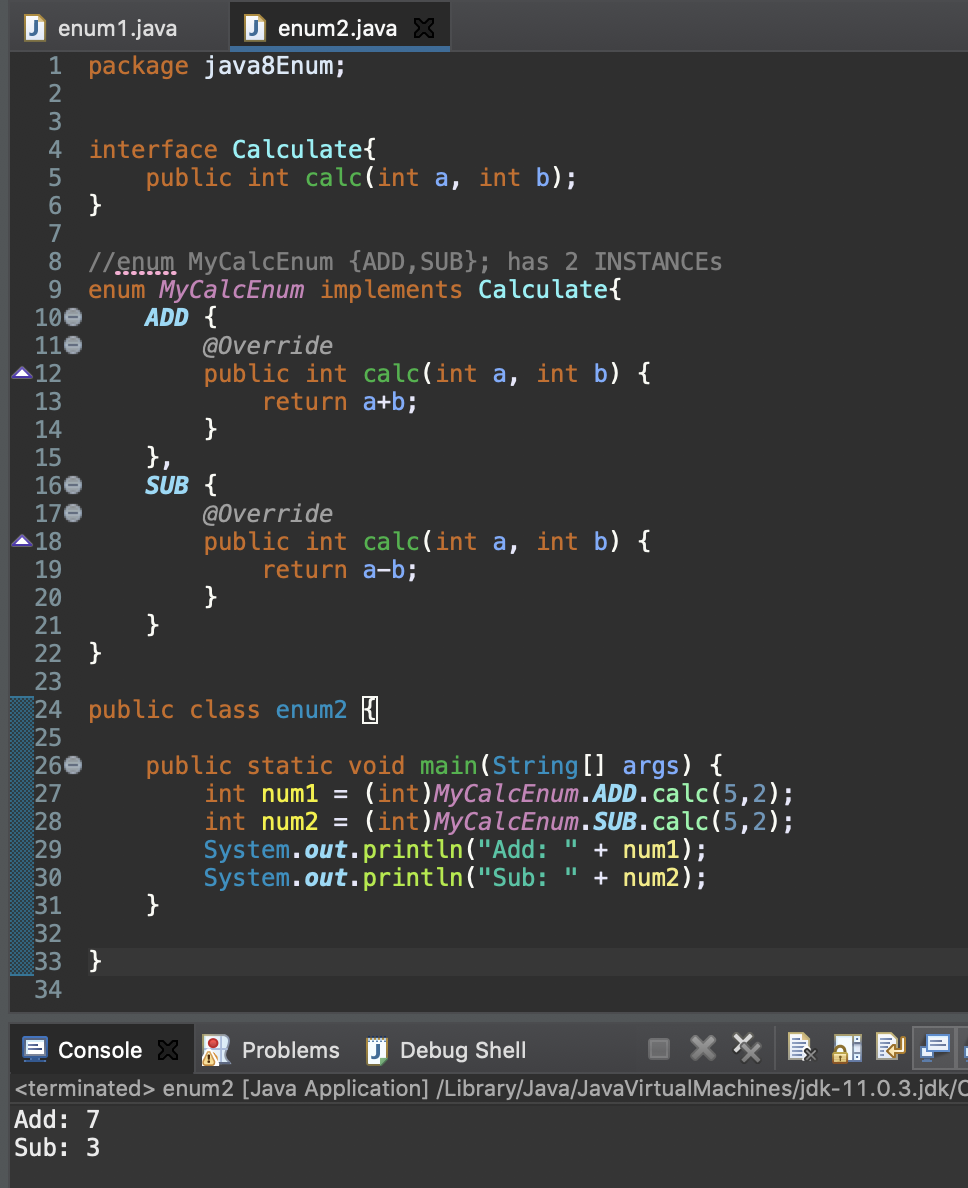 enum1.java enum2.java
1 package java8Enum;
2
3
4 interface Calculate{
5     public int calc(int a, int b);
6 }
7
8 //enum MyCalcEnum {ADD,SUB}; has 2 INSTANCEs
9 enum MyCalcEnum implements Calculate{
10     ADD {
11         @Override
12         public int calc(int a, int b) {
13             return a+b;
14         }
15     },
16     SUB {
17         @Override
18         public int calc(int a, int b) {
19             return a-b;
20         }
21     }
22 }
23
24 public class enum2 {
25
26     public static void main(String[] args) {
27         int num1 = (int)MyCalcEnum.ADD.calc(5,2);
28         int num2 = (int)MyCalcEnum.SUB.calc(5,2);
29         System.out.println("Add: " + num1);
30         System.out.println("Sub: " + num2);
31     }
32
33 }
34
Console Problems Debug Shell
<terminated> enum2 [Java Application] /Library/Java/JavaVirtualMachines/jdk-11.0.3.jdk/
Add: 7
Sub: 3